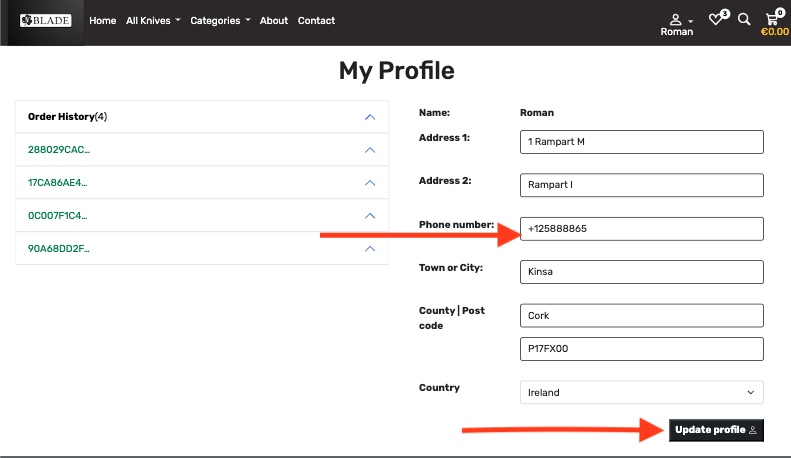 BLADE
Home All Knives Categories About Contact
3
0
Roman
€0.00
My Profile
Order History(4)
288029CAC...
17CA86AE4...
0C007F1C4...
90A68DD2F...
Name: Roman
Address 1: 1 Rampart M
Address 2: Rampart I
Phone number: +125888865
Town or City: Kinsa
County | Post
code
Cork
P17FX00
Country Ireland
Update profile